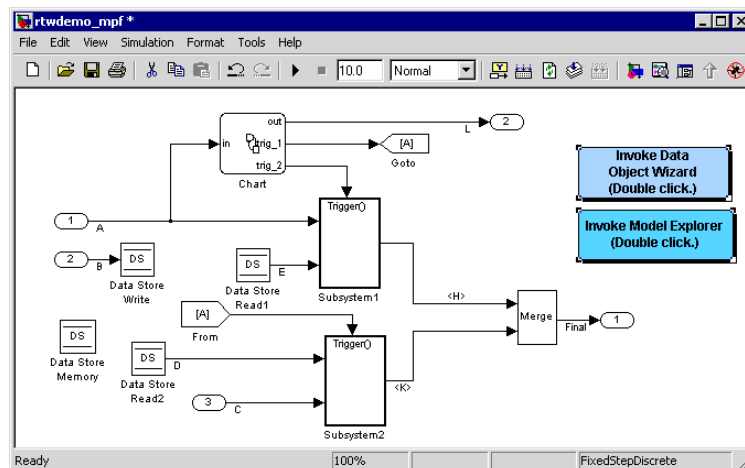 rtwdemo_mpf *
File Edit View Simulation Format Tools Help
10.0 Normal
out
in trig_1
trig_2
Chart
L
2
[A]
Goto
Invoke Data
Object Wizard
(Double click.)
Invoke Model Explorer
(Double click.)
1
A
Trigger()
Subsystem1
2
B
DS
Data Store
Write
DS
E
Data Store
Read1
[A]
From
<H>
Merge
Final
1
DS
Data Store
Memory
DS
D
Data Store
Read2
Trigger()
<K>
Subsystem2
3
C
Ready 100% FixedStepDiscrete